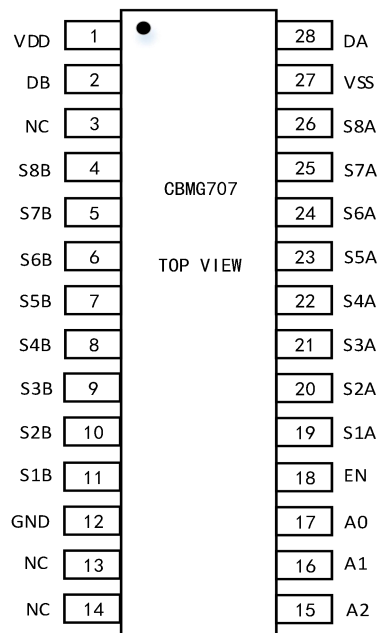 VDD 1 28 DA
DB 2 27 VSS
NC 3 26 S8A
S8B 4 25 S7A
CBMG707
S7B 5 24 S6A
S6B 6 23 S5A
TOP VIEW
S5B 7 22 S4A
S4B 8 21 S3A
S3B 9 20 S2A
S2B 10 19 S1A
S1B 11 18 EN
GND 12 17 A0
NC 13 16 A1
NC 14 15 A2